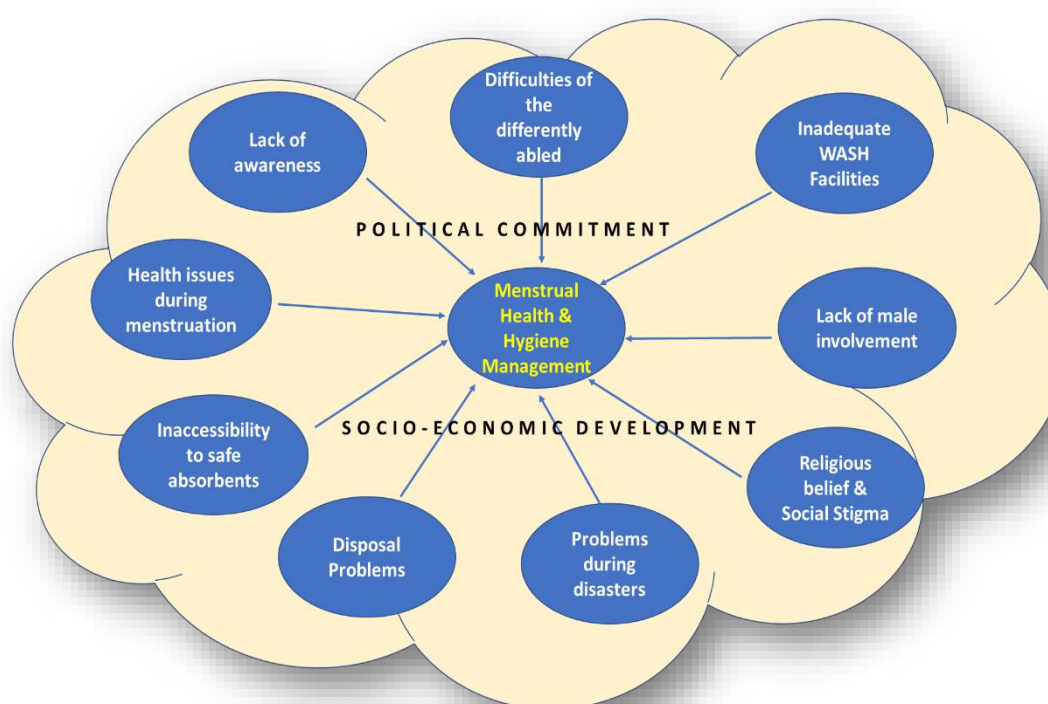 Difficulties of
the
differently
abled
Lack of
awareness
Inadequate
WASH
Facilities
POLITICAL COMMITMENT
Health issues
during
menstruation
Menstrual
Health &
Hygiene
Management
Lack of male
involvement
Inaccessibility
to safe
absorbents
SOCIO-ECONOMIC DEVELOPMENT
Religious
belief &
Social Stigma
Disposal
Problems
Problems
during
disasters